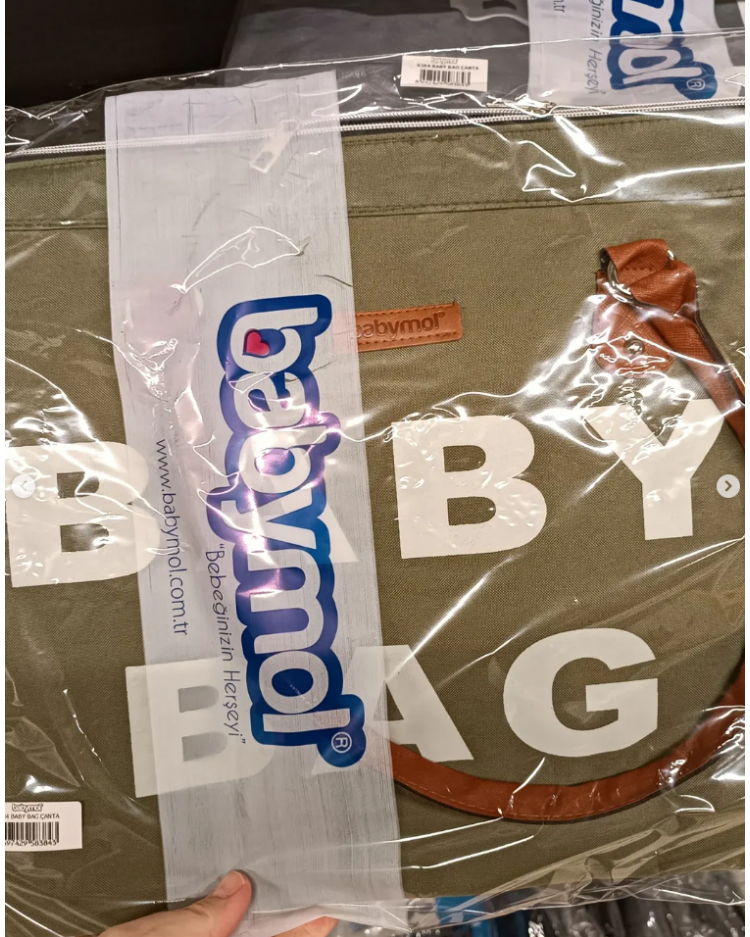 BABY BAG ÇANTA
babymol
®
babymol®
BABY
BAG
babymol®
www.babymol.com.tr
"Bebeğinizin Herşeyi"
babymol
BABY BAG ÇANTA